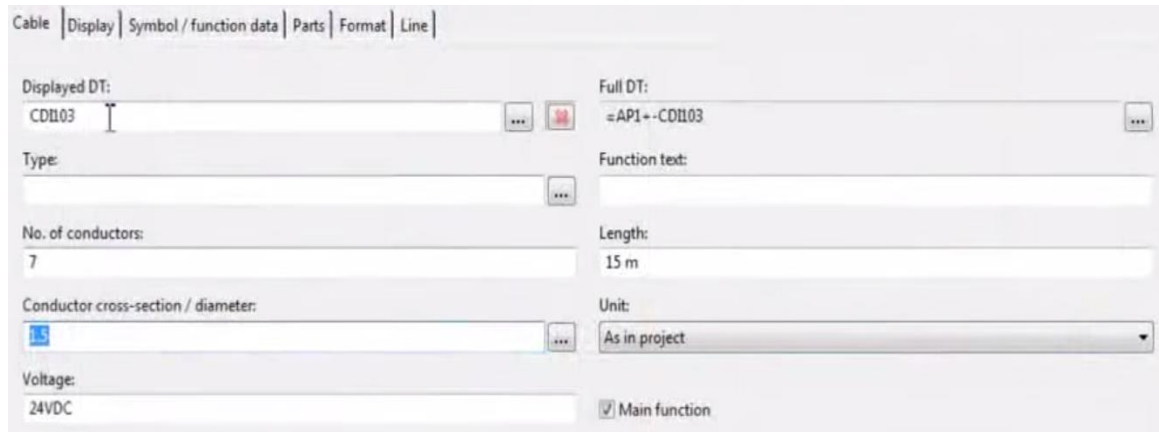 Cable Display Symbol / function data Parts Format Line
Displayed DT: Full DT:
CDI103 ... =AP1+-CDI103 ...
Type: Function text:
...
No. of conductors: Length:
7 15 m
Conductor cross-section / diameter: Unit:
1.5 ... As in project
Voltage:
24VDC Main function